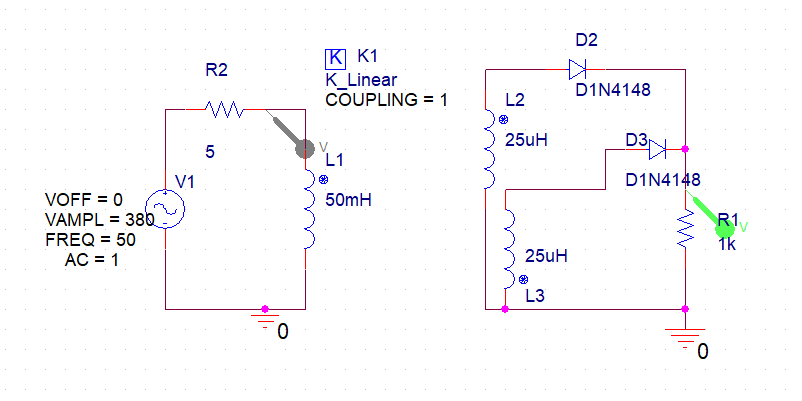 R2
5
V1
VOFF = 0
VAMPL = 380
FREQ = 50
AC = 1
K K1
K_Linear
COUPLING = 1
V
L1
50mH
0
D2
D1N4148
L2
25uH
D3
D1N4148
R1
V
1k
25uH
L3
0